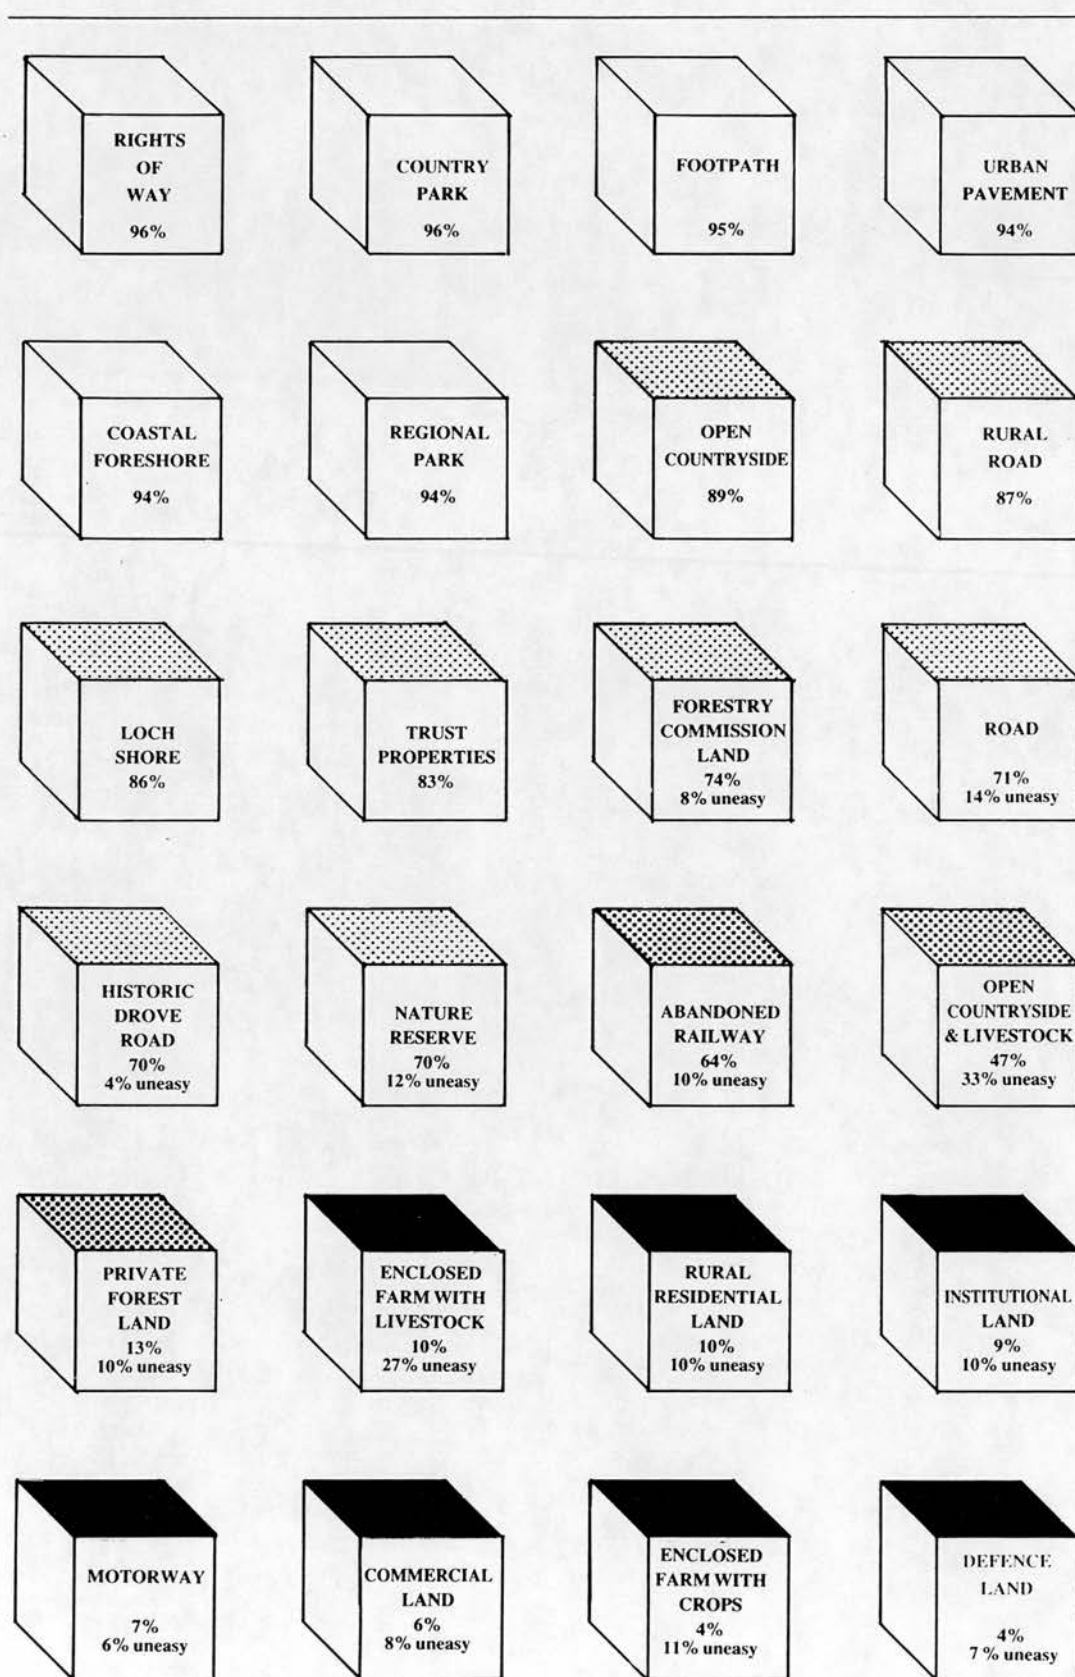 RIGHTS
OF
WAY
96%
COUNTRY
PARK
96%
FOOTPATH
95%
URBAN
PAVEMENT
94%
COASTAL
FORESHORE
94%
REGIONAL
PARK
94%
OPEN
COUNTRYSIDE
89%
RURAL
ROAD
87%
LOCH
SHORE
86%
TRUST
PROPERTIES
83%
FORESTRY
COMMISSION
LAND
74%
8% uneasy
ROAD
71%
14% uneasy
HISTORIC
DROVE
ROAD
70%
4% uneasy
NATURE
RESERVE
70%
12% uneasy
ABANDONED
RAILWAY
64%
10% uneasy
OPEN
COUNTRYSIDE
& LIVESTOCK
47%
33% uneasy
PRIVATE
FOREST
LAND
13%
10% uneasy
ENCLOSED
FARM WITH
LIVESTOCK
10%
27% uneasy
RURAL
RESIDENTIAL
LAND
10%
10% uneasy
INSTITUTIONAL
LAND
9%
10% uneasy
MOTORWAY
7%
6% uneasy
COMMERCIAL
LAND
6%
8% uneasy
ENCLOSED
FARM WITH
CROPS
4%
11% uneasy
DEFENCE
LAND
4%
7% uneasy